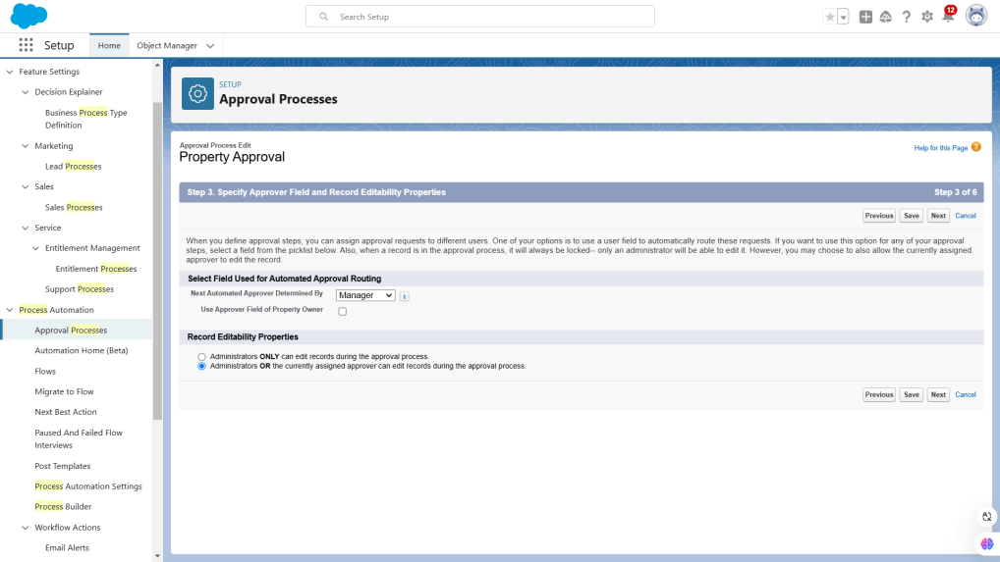 Search Setup
12
Setup
Home
Object Manager
Feature Settings
Decision Explainer
Business Process Type
Definition
Marketing
Lead Processes
Sales
Sales Processes
Service
Entitlement Management
Entitlement Processes
Support Processes
Process Automation
Approval Processes
Automation Home (Beta)
Flows
Migrate to Flow
Next Best Action
Paused And Failed Flow
Interviews
Post Templates
Process Automation Settings
Process Builder
Workflow Actions
Email Alerts
SETUP
Approval Processes
Approval Process Edit
Property Approval
Help for this Page ?
Step 3. Specify Approver Field and Record Editability Properties
Step 3 of 6
Previous Save Next Cancel
When you define approval steps, you can assign approval requests to different users. One of your options is to use a user field to automatically route these requests. If you want to use this option for any of your approval
steps, select a field from the picklist below. Also, when a record is in the approval process, it will always be locked-- only an administrator will be able to edit it. However, you may choose to also allow the currently assigned
approver to edit the record.
Select Field Used for Automated Approval Routing
Next Automated Approver Determined By Manager i
Use Approver Field of Property Owner
Record Editability Properties
Administrators ONLY can edit records during the approval process.
Administrators OR the currently assigned approver can edit records during the approval process.
Previous Save Next Cancel